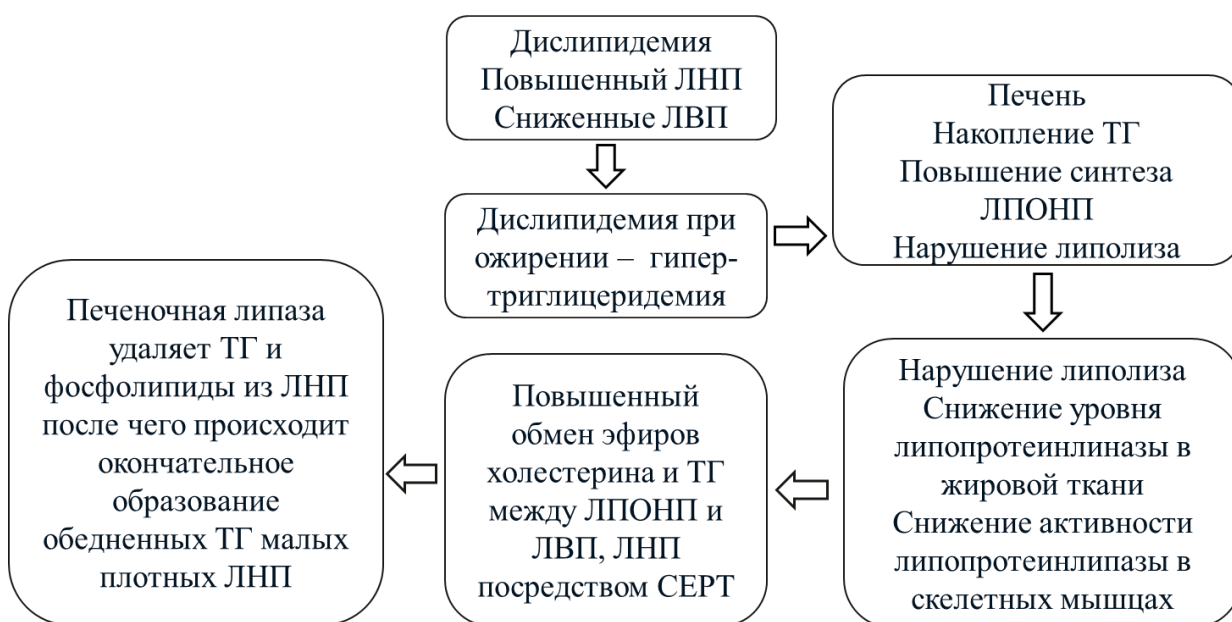 Дислипидемия
Повышенный ЛНП
Сниженные ЛВП
Дислипидемия при
ожирении – гипер-
триглицеридемия
Печень
Накопление ТГ
Повышение синтеза
ЛПОНП
Нарушение липолиза
Нарушение липолиза
Снижение уровня
липопротеинлиназы в
жировой ткани
Снижение активности
липопротеинлипазы в
скелетных мышцах
Повышенный
обмен эфиров
холестерина и ТГ
между ЛПОНП и
ЛВП, ЛНП
посредством СЕРТ
Печеночная липаза
удаляет ТГ и
фосфолипиды из ЛНП
после чего происходит
окончательное
образование
обедненных ТГ малых
плотных ЛНП